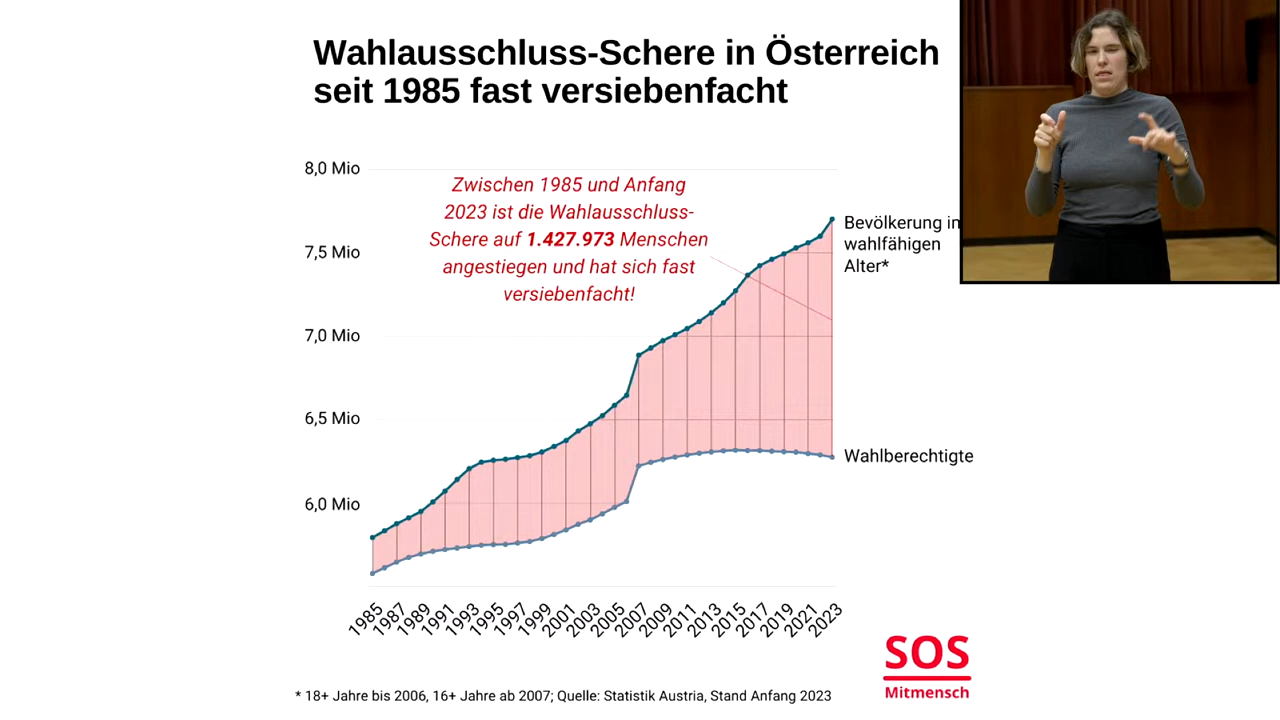 Wahlausschluss-Schere in Österreich
seit 1985 fast versiebenfacht
8,0 Mio
Zwischen 1985 und Anfang
2023 ist die Wahlausschluss-
Schere auf 1.427.973 Menschen
angestiegen und hat sich fast
versiebenfacht!
7,5 Mio
7,0 Mio
6,5 Mio
6,0 Mio
Bevölkerung im
wahlfähigen
Alter*
Wahlberechtigte
1985 1987 1989 1991 1993 1995 1997 1999 2001 2003 2005 2007 2009 2011 2013 2015 2017 2019 2021 2023
SOS
Mitmensch
* 18+ Jahre bis 2006, 16+ Jahre ab 2007; Quelle: Statistik Austria, Stand Anfang 2023